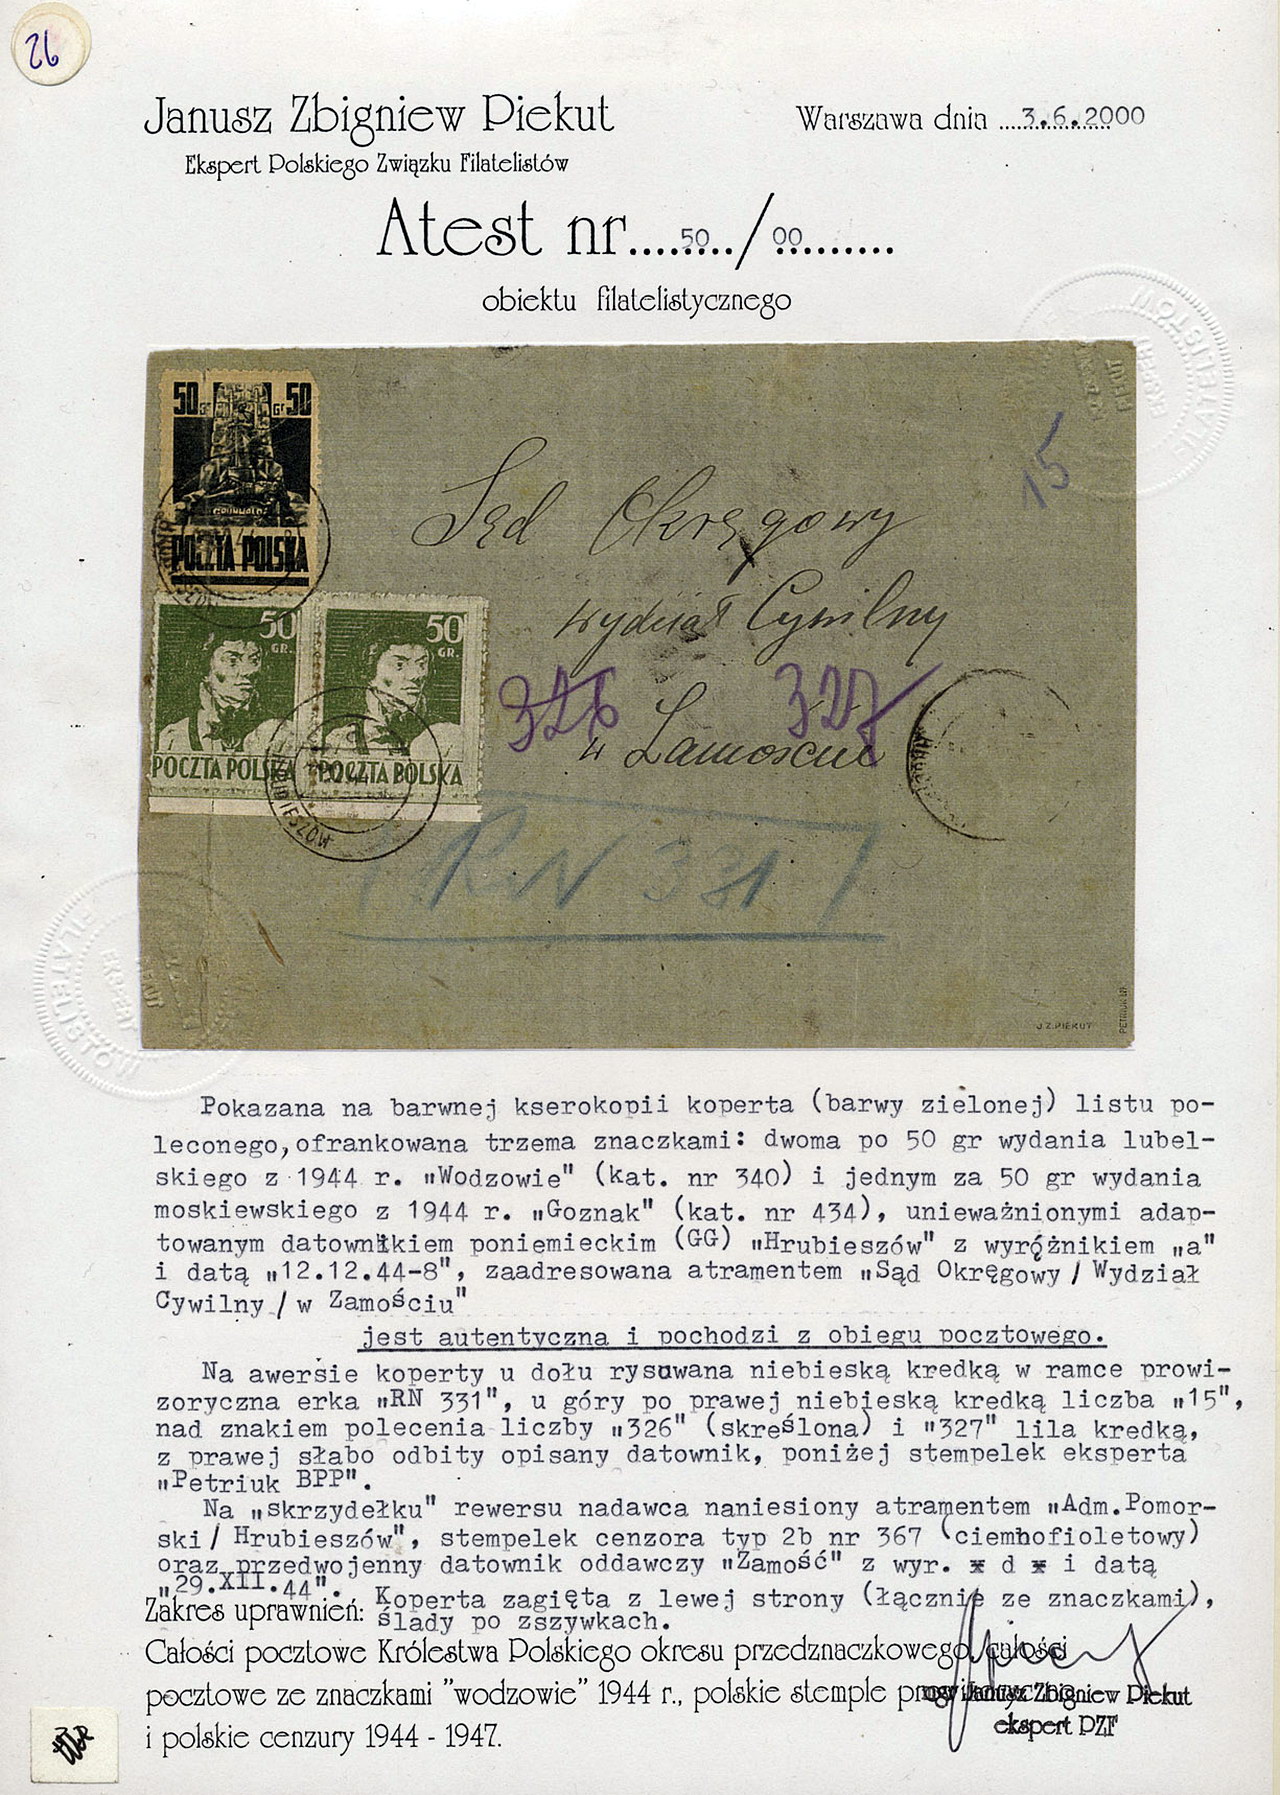 26
Janusz Zbigniew Piekut
Warszawa dnia ....3.6.2000
Ekspert Polskiego Związku Filatelistów
Atest nr....50../00........
obiektu filatelistycznego
50 gr gr 50
GRUNWALD
POCZTA POLSKA
15
Sąd Okręgowy
Wydział Cywilny
50 GR. 50 GR.
326 327
w Zamościu
POCZTA POLSKA POCZTA POLSKA
RN 331
FILATELISTÓW
EKSPERT
J.Z.PIEKUT
Pokazana na barwnej kserokopii koperta (barwy zielonej) listu po-
leconego,ofrankowana trzema znaczkami: dwoma po 50 gr wydania lubel-
skiego z 1944 r. "Wodzowie" (kat. nr 340) i jednym za 50 gr wydania
moskiewskiego z 1944 r. "Goznak" (kat. nr 434), unieważnionymi adap-
towanym datownikiem poniemieckim (GG) "Hrubieszów" z wyróżnikiem "a"
i datą "12.12.44-8", zaadresowana atramentem "Sąd Okręgowy / Wydział
Cywilny / w Zamościu"
jest autentyczna i pochodzi z obiegu pocztowego.
Na awersie koperty u dołu rysowana niebieską kredką w ramce prowi-
zoryczna erka "RN 331", u góry po prawej niebieską kredką liczba "15",
nad znakiem polecenia liczby "326" (skreślona) i "327" lila kredką,
z prawej słabo odbity opisany datownik, poniżej stempelek eksperta
"Petriuk BPP".
Na "skrzydełku" rewersu nadawca naniesiony atramentem "Adm.Pomor-
ski / Hrubieszów", stempelek cenzora typ 2b nr 367 (ciemnofioletowy)
oraz przedwojenny datownik oddawczy "Zamość" z wyr. * d * i datą
"29.XII.44". Koperta zagięta z lewej strony (łącznie ze znaczkami),
ślady po zszywkach.
Zakres uprawnień:
Całości pocztowe Królestwa Polskiego okresu przedznaczkowego, całości
pocztowe ze znaczkami "wodzowie" 1944 r., polskie stemple prowizoryczne
i polskie cenzury 1944 - 1947.
mgr Janusz Zbigniew Piekut
ekspert PZF